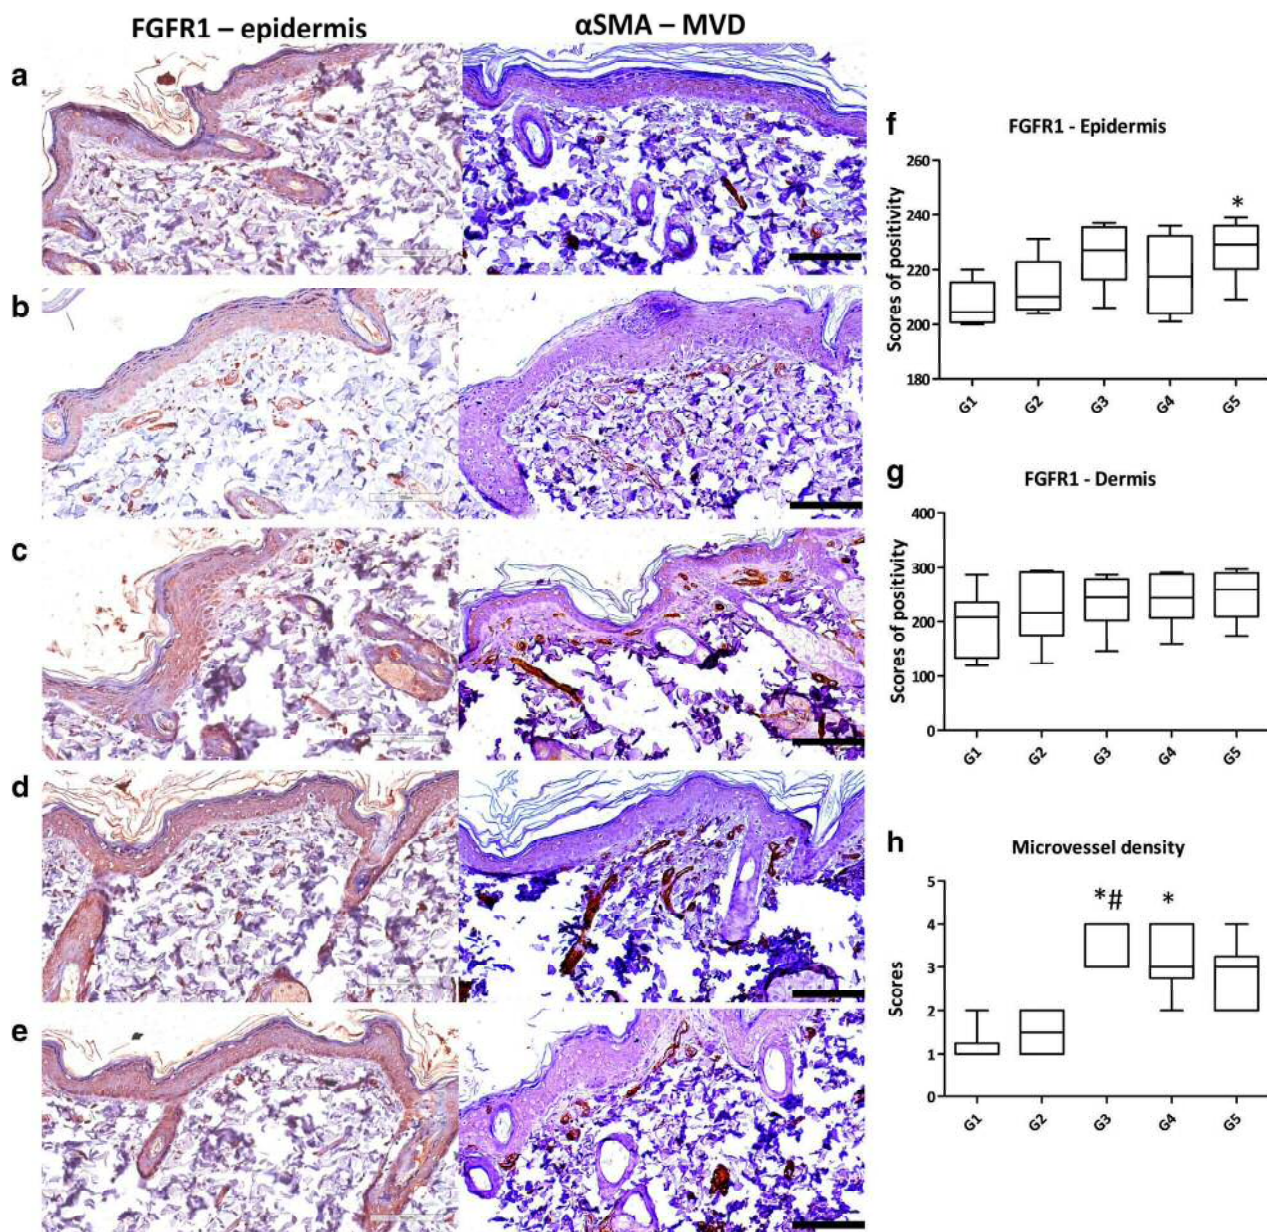 FGFR1 – epidermis
αSMA – MVD
a
b
c
d
e
f
FGFR1 - Epidermis
Scores of positivity
260
240
220
200
180
*
G1
G2
G3
G4
G5
g
FGFR1 - Dermis
Scores of positivity
400
300
200
100
0
G1
G2
G3
G4
G5
h
Microvessel density
Scores
5
4
3
2
1
0
*#
*
G1
G2
G3
G4
G5